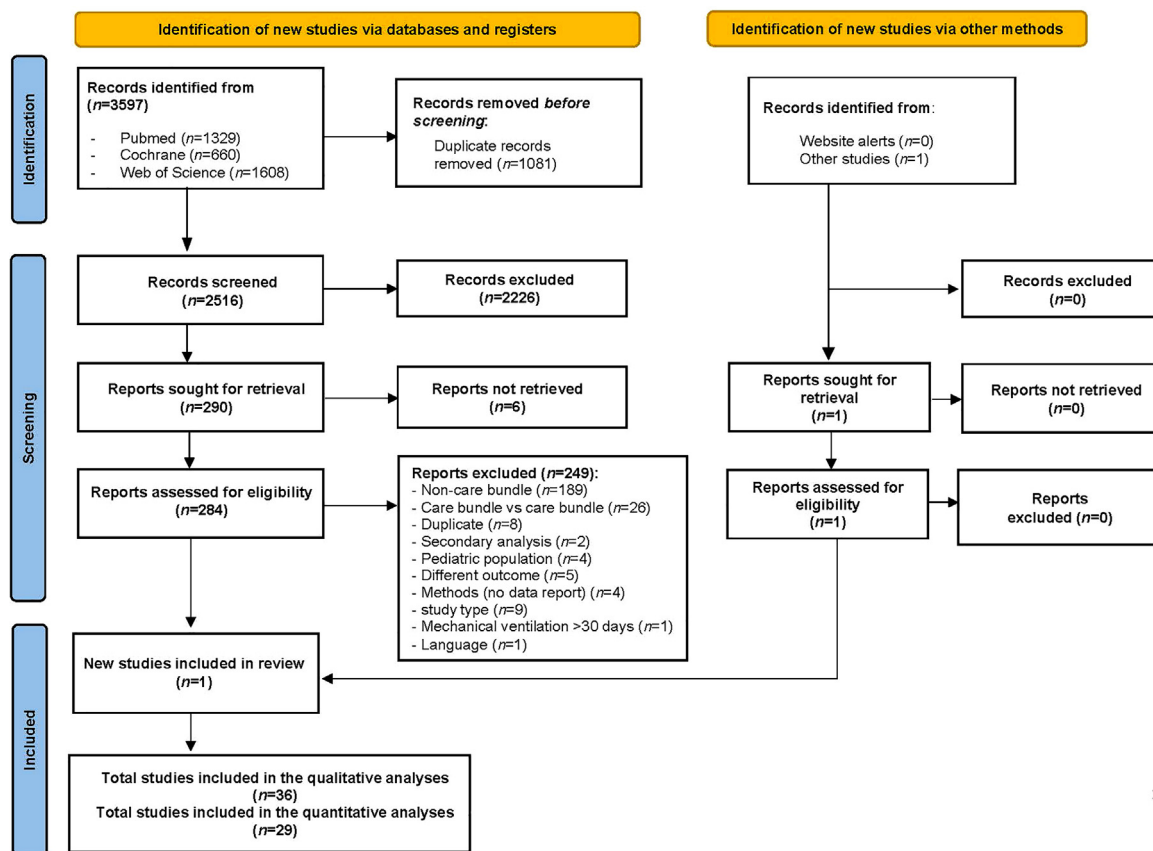 Identification of new studies via databases and registers
Identification of new studies via other methods
Identification
Records identified from
(n=3597)
- Pubmed (n=1329)
- Cochrane (n=660)
- Web of Science (n=1608)
Records removed before
screening:
Duplicate records
removed (n=1081)
Records identified from:
Website alerts (n=0)
Other studies (n=1)
Screening
Records screened
(n=2516)
Records excluded
(n=2226)
Records excluded
(n=0)
Reports sought for retrieval
(n=290)
Reports not retrieved
(n=6)
Reports sought for
retrieval
(n=1)
Reports not retrieved
(n=0)
Reports assessed for eligibility
(n=284)
Reports excluded (n=249):
- Non-care bundle (n=189)
- Care bundle vs care bundle (n=26)
- Duplicate (n=8)
- Secondary analysis (n=2)
- Pediatric population (n=4)
- Different outcome (n=5)
- Methods (no data report) (n=4)
- study type (n=9)
- Mechanical ventilation >30 days (n=1)
- Language (n=1)
Reports assessed for
eligibility
(n=1)
Reports
excluded (n=0)
Included
New studies included in review
(n=1)
Total studies included in the qualitative analyses
(n=36)
Total studies included in the quantitative analyses
(n=29)